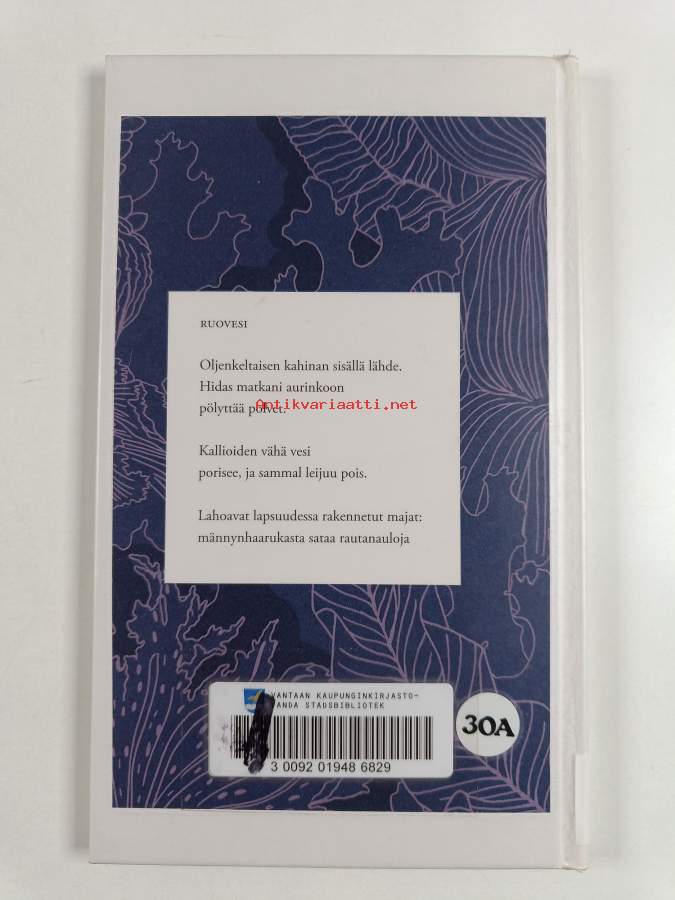 RUOVESI
Oljenkeltaisen kahinan sisällä lähde.
Hidas matkani aurinkoon
pölyttää polvet.
Antikvariaatti.net
Kallioiden vähä vesi
porisee, ja sammal leijuu pois.
Lahoavat lapsuudessa rakennetut majat:
männynhaarukasta sataa rautanauloja
VANTAAN KAUPUNGINKIRJASTO-
VANDA STADSBIBLIOTEK
3 0092 01948 6829
30A